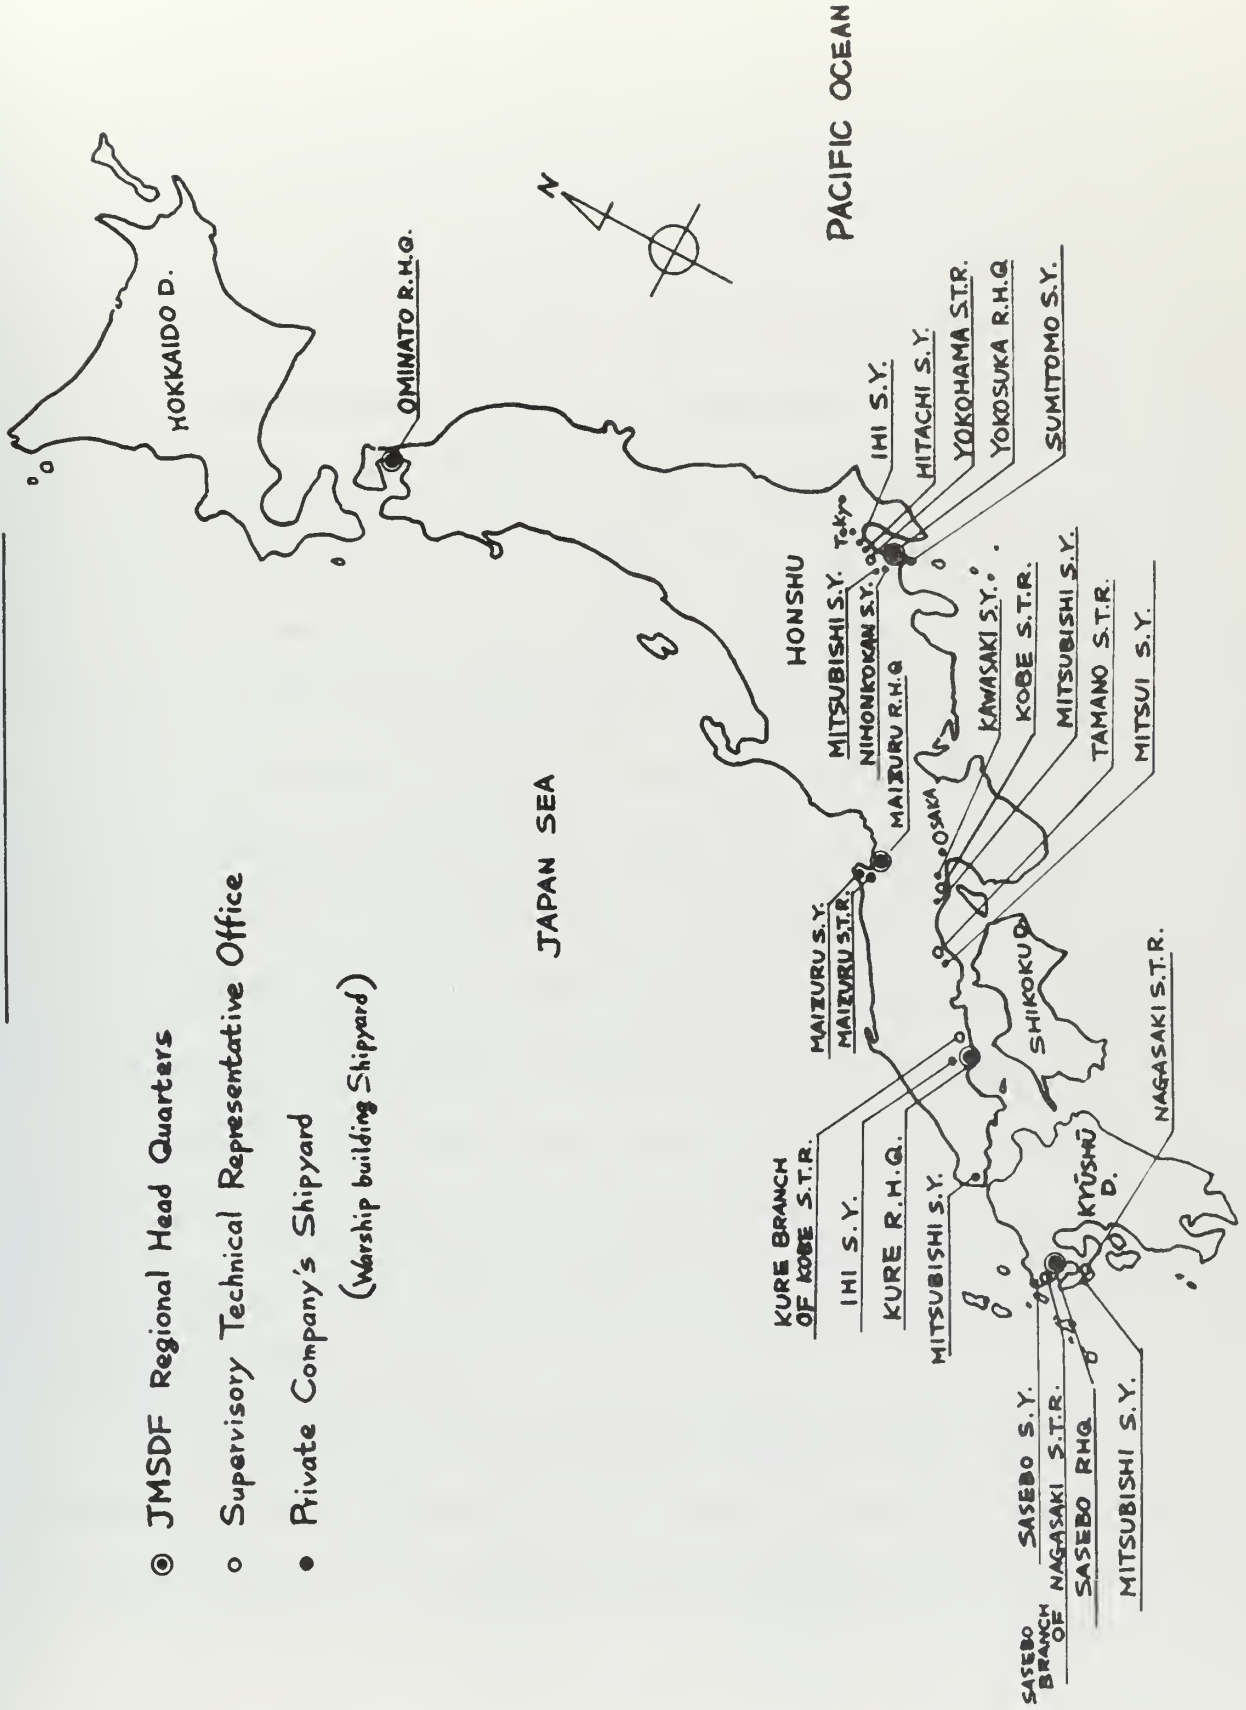 ◉ JMSDF Regional Head Quarters
○ Supervisory Technical Representative Office
● Private Company's Shipyard
(Warship building Shipyard)
HOKKAIDO D.
OMINATO R.H.Q.
N
PACIFIC OCEAN
JAPAN SEA
HONSHU
Tokyo
IHI S.Y.
HITACHI S.Y.
YOKOHAMA S.T.R.
YOKOSUKA R.H.Q
SUMITOMO S.Y.
MITSUBISHI S.Y.
NIHONKOKAN S.Y.
MAIZURU R.H.Q
OSAKA
KAWASAKI S.Y.
KOBE S.T.R.
MITSUBISHI S.Y.
TAMANO S.T.R.
MITSUI S.Y.
MAIZURU S.Y.
MAIZURU S.T.R.
SHIKOKU D
KURE BRANCH
OF KOBE S.T.R.
IHI S.Y.
KURE R.H.Q.
MITSUBISHI S.Y.
KYŪSHŪ
D.
NAGASAKI S.T.R.
SASEBO S.Y.
SASEBO
BRANCH
OF NAGASAKI S.T.R.
SASEBO RHQ
MITSUBISHI S.Y.